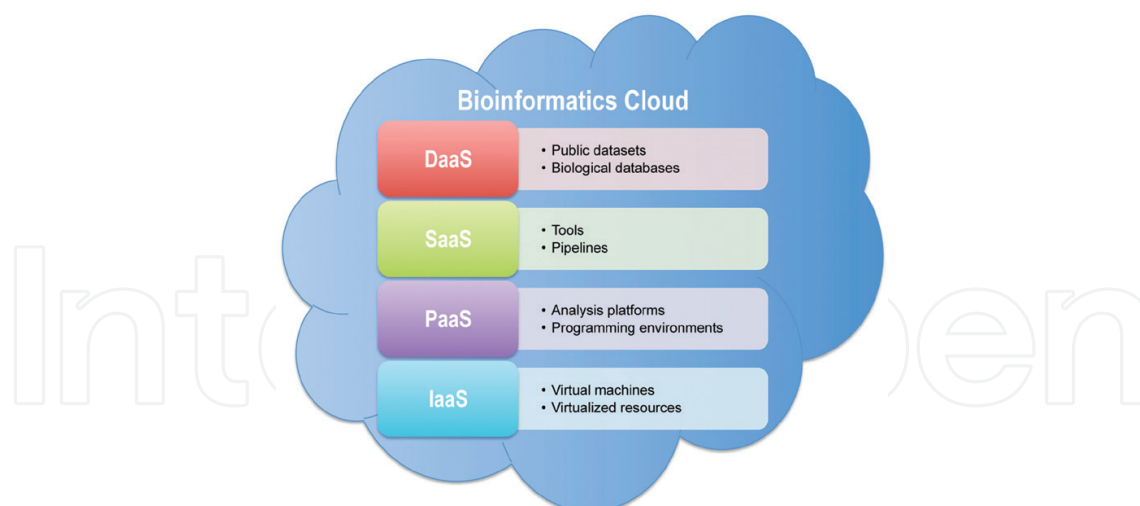 Bioinformatics Cloud
DaaS
• Public datasets
• Biological databases
SaaS
• Tools
• Pipelines
PaaS
• Analysis platforms
• Programming environments
IaaS
• Virtual machines
• Virtualized resources